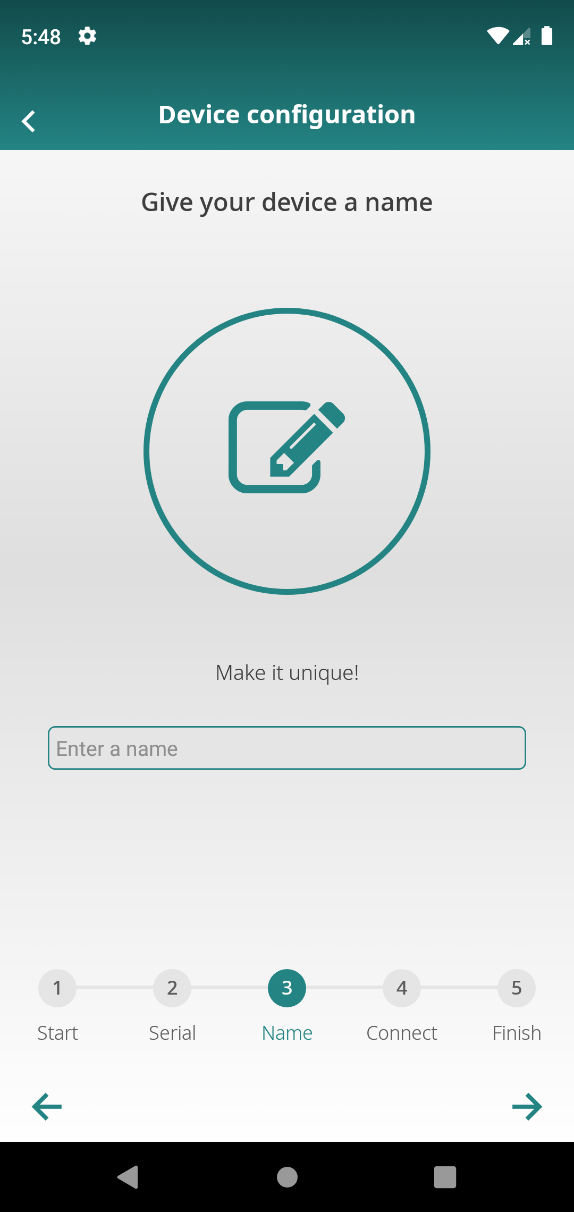 5:48
Device configuration
Give your device a name
Make it unique!
Enter a name
1 2 3 4 5
Start Serial Name Connect Finish